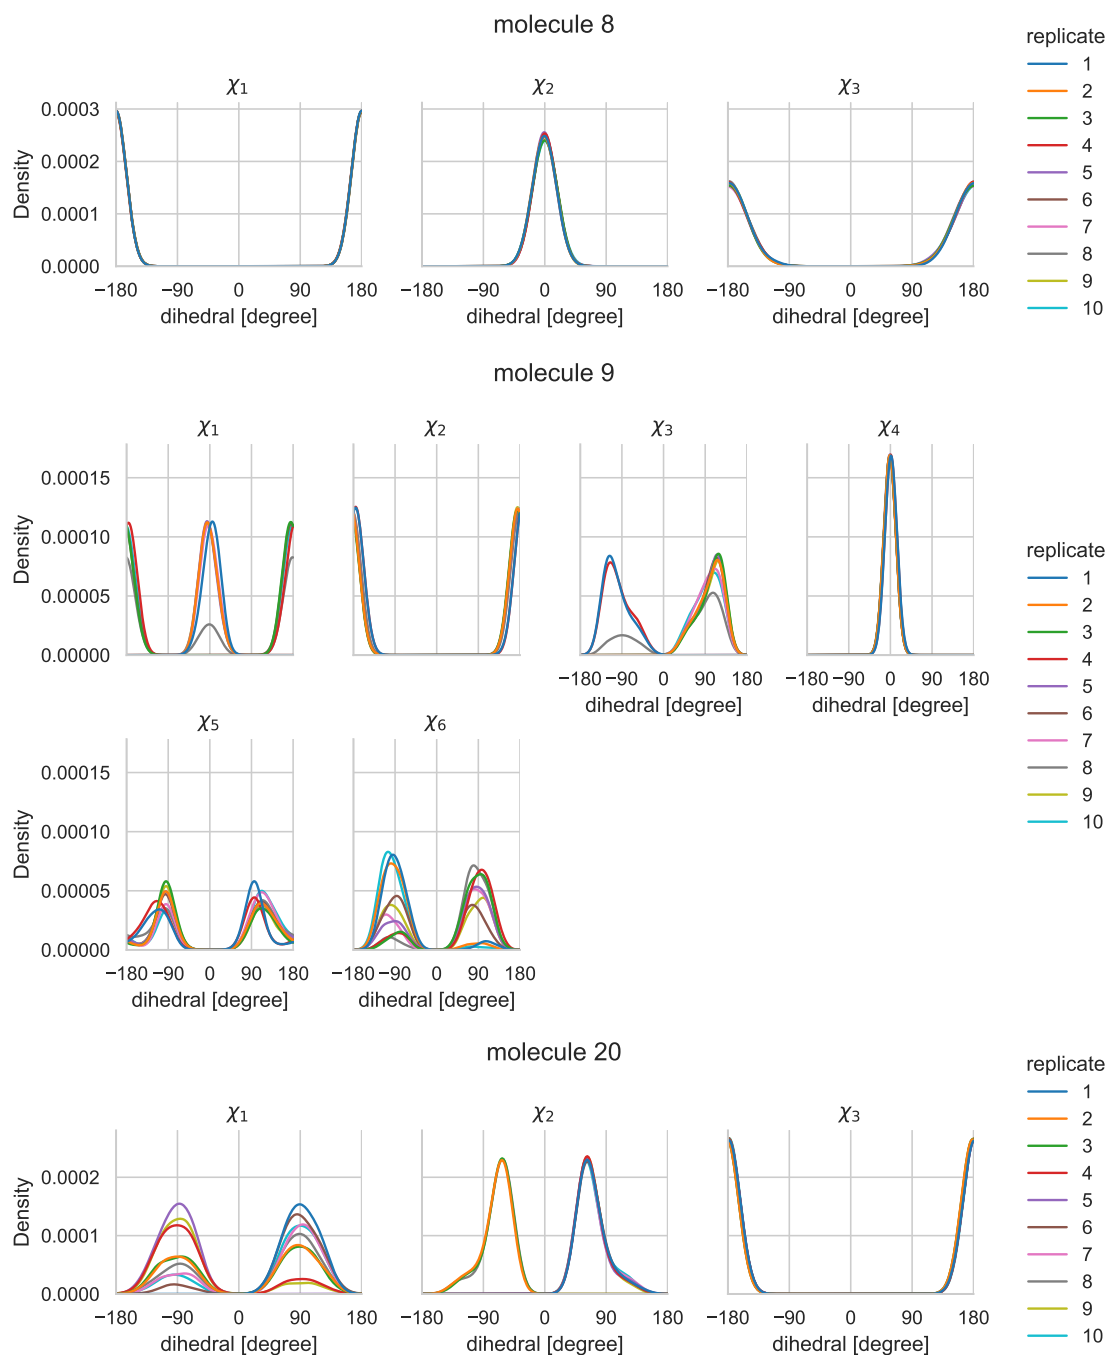 molecule 8
replicate
1
2
3
4
5
6
7
8
9
10
χ1 χ2 χ3
Density
0.0003
0.0002
0.0001
0.0000
−180 −90 0 90 180 −180 −90 0 90 180 −180 −90 0 90 180
dihedral [degree] dihedral [degree] dihedral [degree]
molecule 9
χ1 χ2 χ3 χ4
Density
0.00015
0.00010
0.00005
0.00000
−180 −90 0 90 180 −180 −90 0 90 180
dihedral [degree] dihedral [degree]
replicate
1
2
3
4
5
6
7
8
9
10
χ5 χ6
Density
0.00015
0.00010
0.00005
0.00000
−180 −90 0 90 180 −180 −90 0 90 180
dihedral [degree] dihedral [degree]
molecule 20
replicate
1
2
3
4
5
6
7
8
9
10
χ1 χ2 χ3
Density
0.0002
0.0001
0.0000
−180 −90 0 90 180 −180 −90 0 90 180 −180 −90 0 90 180
dihedral [degree] dihedral [degree] dihedral [degree]